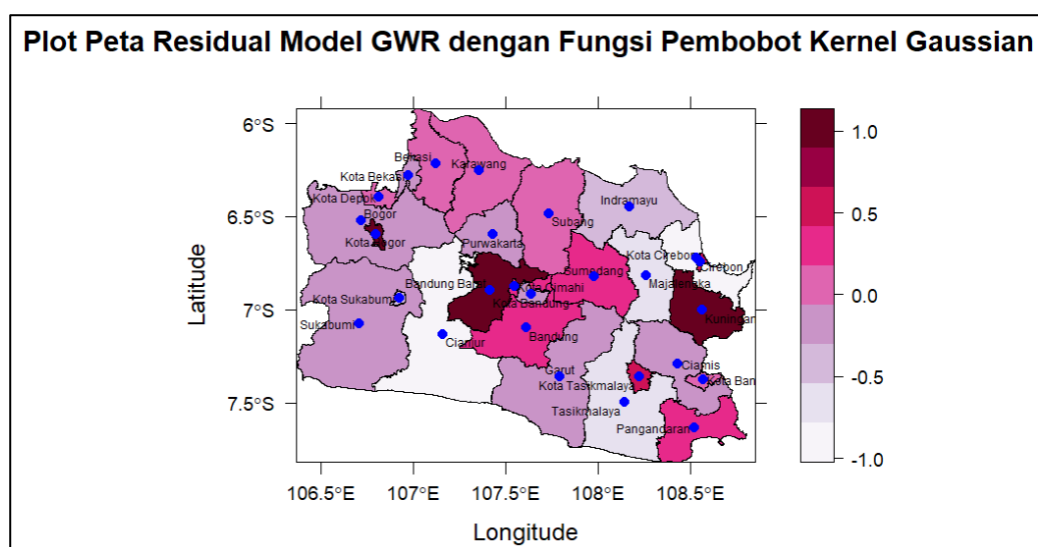 Plot Peta Residual Model GWR dengan Fungsi Pembobot Kernel Gaussian
6°S
6.5°S
7°S
7.5°S
Latitude
106.5°E
107°E
107.5°E
108°E
108.5°E
Longitude
1.0
0.5
0.0
-0.5
-1.0
Bekasi
Karawang
Kota Bekasi
Kota Depok
Bogor
Kota Bogor
Indramayu
Subang
Purwakarta
Kota Cirebon
Cirebon
Sumedang
Majalengka
Bandung Barat
Kota Cimahi
Kota Bandung
Kota Sukabumi
Sukabumi
Kuningan
Cianjur
Bandung
Garut
Ciamis
Kota Tasikmalaya
Kota Ban
Tasikmalaya
Pangandaran